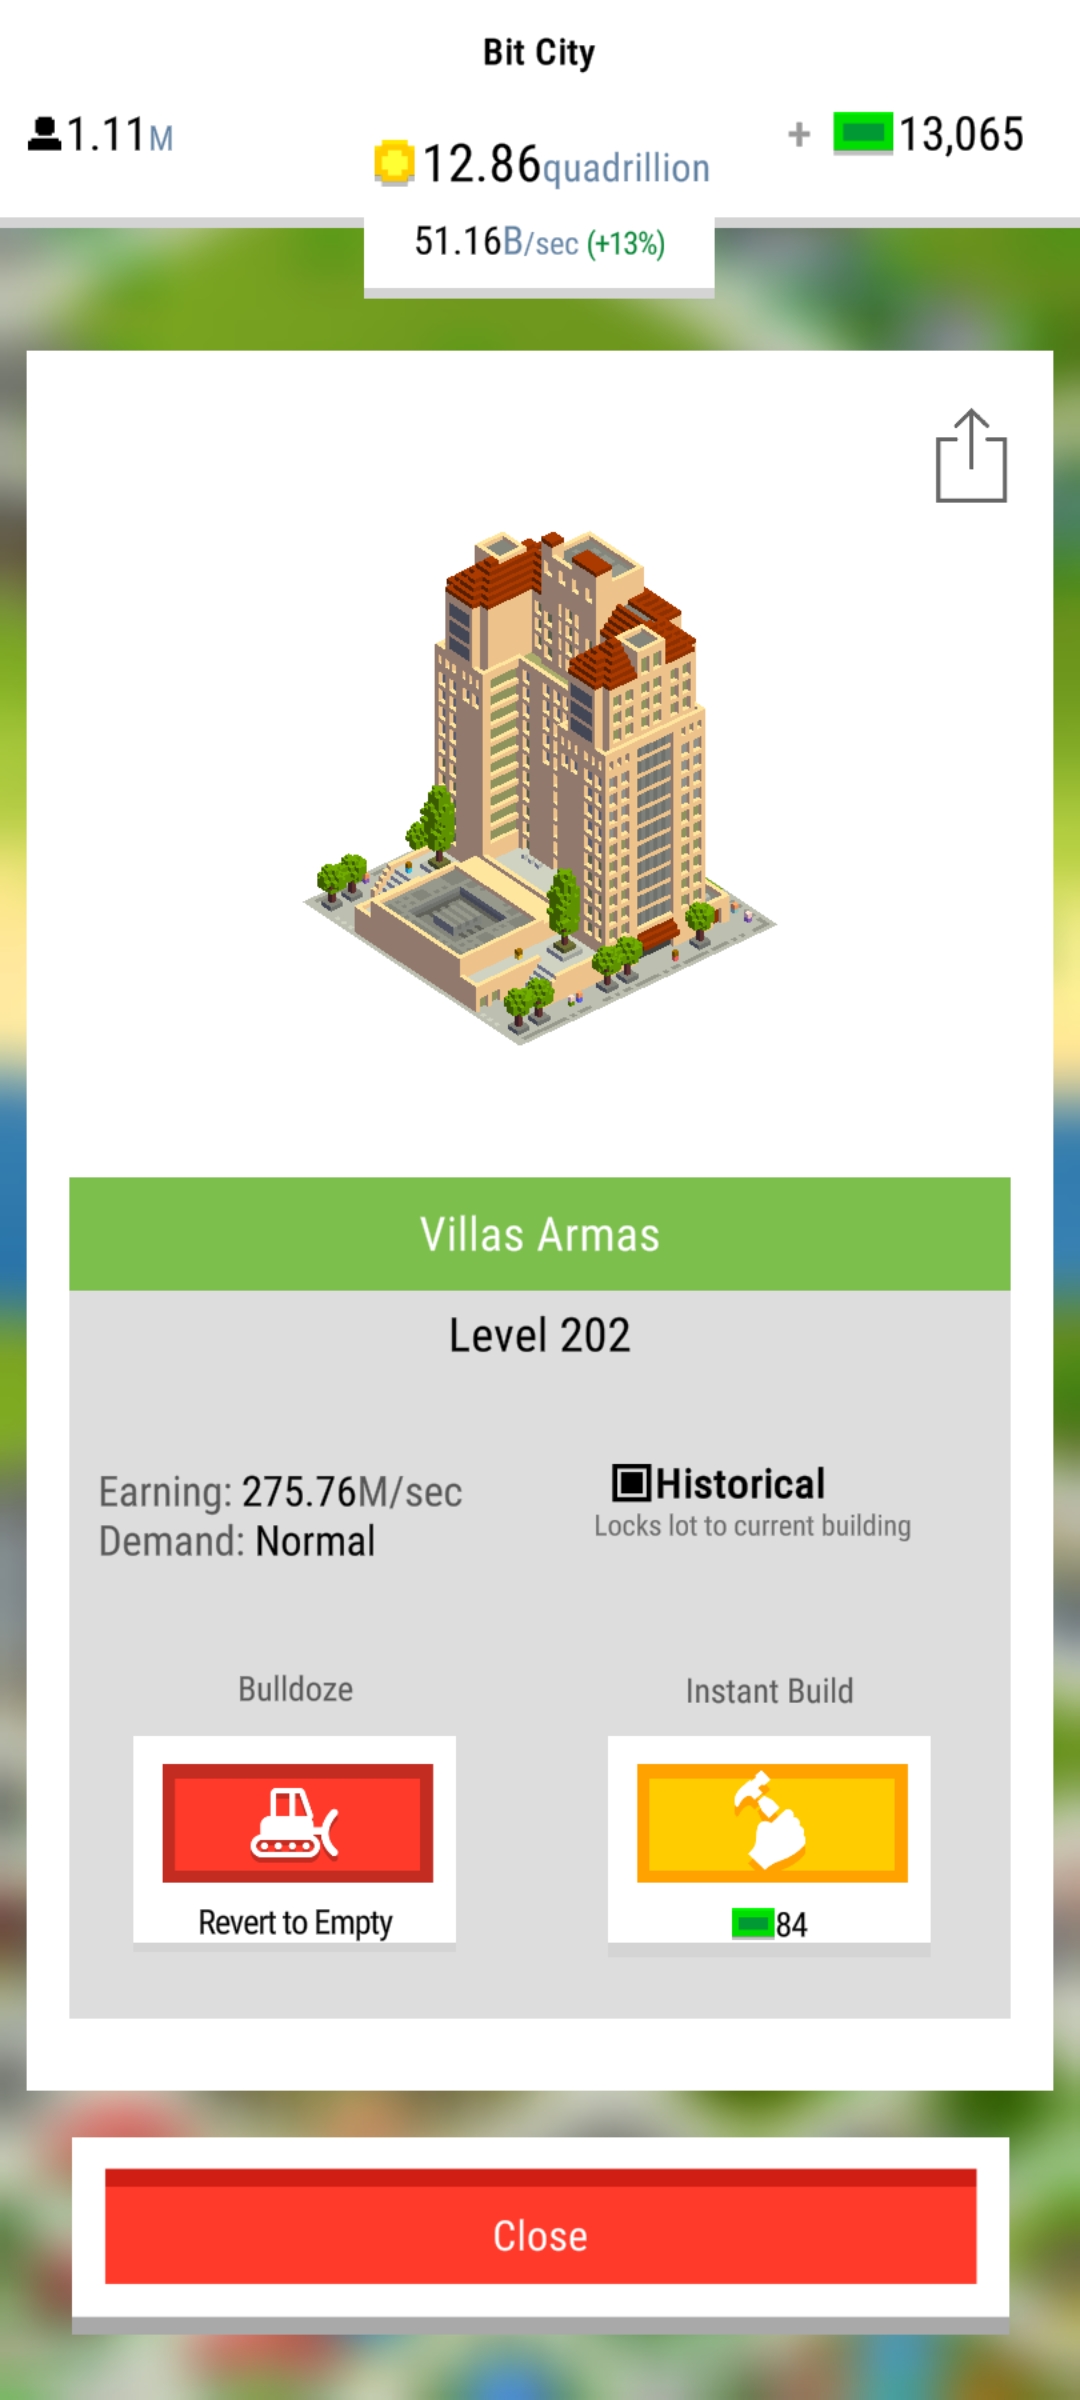 Bit City
1.11M
12.86quadrillion
+ 13,065
51.16B/sec (+13%)
Villas Armas
Level 202
Earning: 275.76M/sec
Demand: Normal
Historical
Locks lot to current building
Bulldoze
Instant Build
Revert to Empty
84
Close